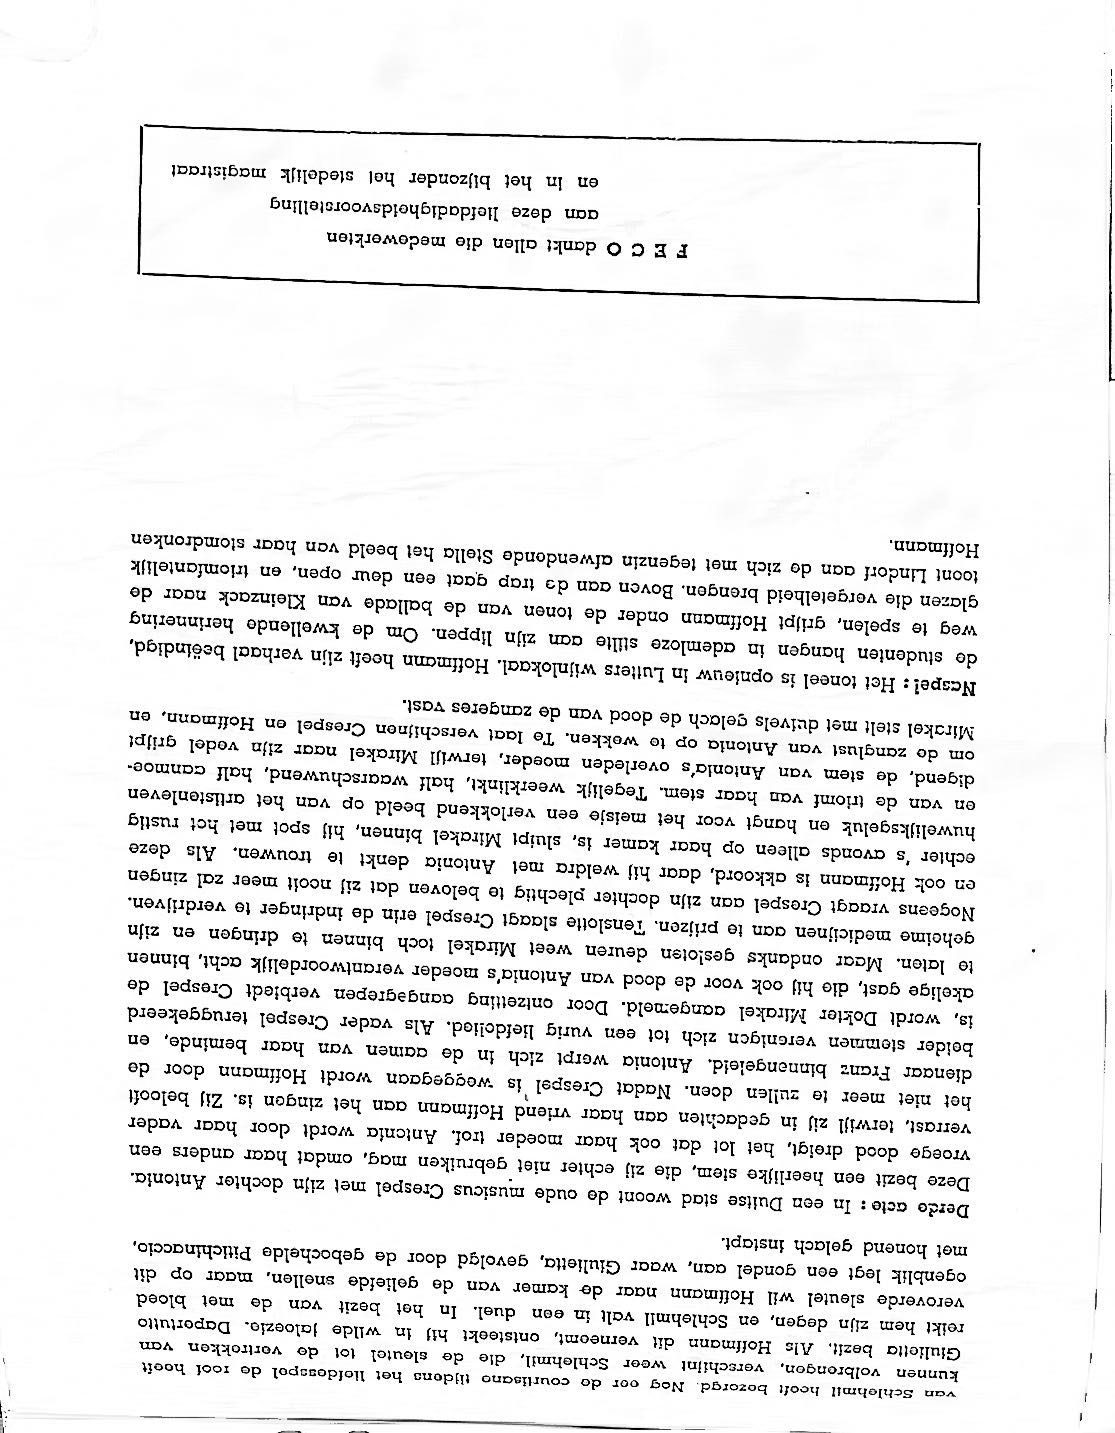 van Schlehmil heeft bezorgd. Nog eer de courtisane tijdens het liefdesspel de roof heeft
kunnen volbrengen, verschijnt weer Schlehmil, die de sleutel tot de vertrekken van
Giulietta bezit. Als Hoffmann dit verneemt, ontsteekt hij in wilde jaloezie. Daportutto
reikt hem zijn degen, en Schlehmil valt in een duel. In het bezit van de met bloed
veroverde sleutel wil Hoffmann naar de kamer van de geliefde snellen, maar op dit
ogenblik legt een gondel aan, waar Giulietta, gevolgd door de gebochelde Pitichinaccio,
met honend gelach instapt.
Derde acte : In een Duitse stad woont de oude musicus Crespel met zijn dochter Antonia.
Deze bezit een heerlijke stem, die zij echter niet gebruiken mag, omdat haar anders een
vroege dood dreigt, het lot dat ook haar moeder trof. Antonia wordt door haar vader
verrast, terwijl zij in gedachten aan haar vriend Hoffmann aan het zingen is. Zij belooft
het niet meer te zullen doen. Nadat Crespel is weggegaan wordt Hoffmann door de
dienaar Franz binnengeleid. Antonia werpt zich in de aamen van haar beminde, en
beider stemmen verenigen zich tot een vurig liefdolied. Als vader Crespel teruggekeerd
is, wordt Dokter Mirakel aangemeld. Door ontzetting aangegrepen verbiedt Crespel de
akelige gast, die hij ook voor de dood van Antonia's moeder verantwoordelijk acht, binnen
te laten. Maar ondanks gesloten deuren weet Mirakel toch binnen te dringen en zijn
geheime medicijnen aan te prijzen. Tenslotte slaagt Crespel erin de indringer te verdrijven.
Nogeens vraagt Crespel aan zijn dochter plechtig te beloven dat zij nooit meer zal zingen
en ook Hoffmann is akkoord, daar hij weldra met Antonia denkt te trouwen. Als deze
echter 's avonds alleen op haar kamer is, sluipt Mirakel binnen, hij spot met het rustig
huwelijksgeluk en hangt voor het meisje een verlokkend beeld op van het artistenleven
en van de triomf van haar stem. Tegelijk weerklinkt, half waarschuwend, half aanmoe-
digend, de stem van Antonia's overleden moeder, terwijl Mirakel naar zijn vedel grijpt
om de zanglust van Antonia op te wekken. Te laat verschijnen Crespel en Hoffmann, en
Mirakel stelt met duivels gelach de dood van de zangeres vast.
Naspel : Het toneel is opnieuw in Lutters wijnlokaal. Hoffmann heeft zijn verhaal beëindigd,
de studenten hangen in ademloze stilte aan zijn lippen. Om de kwellende herinnering
weg te spelen, grijpt Hoffmann onder de tonen van de ballade van Kleinzack naar de
glazen die vergetelheid brengen. Boven aan de trap gaat een deur open, en triomfantelijk
toont Lindorf aan de zich met tegenzin afwendonde Stella het beeld van haar stomdronken
Hoffmann.
F E C O dankt allen die medewerkten
aan deze liefdadigheidsvoorstelling
en in het bijzonder het stedelijk magistraat